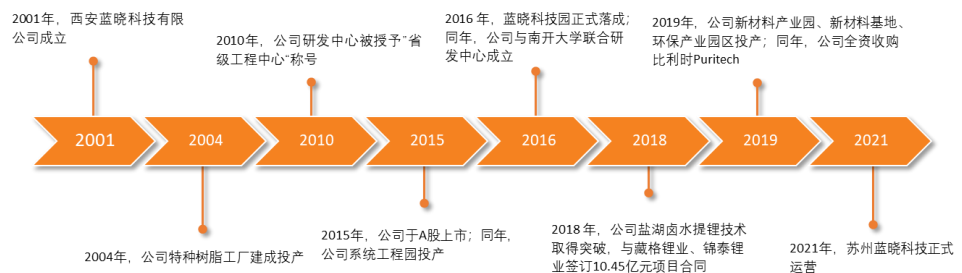 2001年，西安蓝晓科技有限
公司成立
2010年，公司研发中心被授予“省
级工程中心”称号
2016 年，蓝晓科技园正式落成；
同年，公司与南开大学联合研
发中心成立
2019年，公司新材料产业园、新材料基地、
环保产业园区投产；同年，公司全资收购
比利时Puritech
2001
2004
2010
2015
2016
2018
2019
2021
2004年，公司特种树脂工厂建成投产
2015年，公司于A股上市；同年，
公司系统工程园投产
2018 年，公司盐湖卤水提锂技术
取得突破，与藏格锂业、锦泰锂
业签订10.45亿元项目合同
2021年，苏州蓝晓科技正式
运营